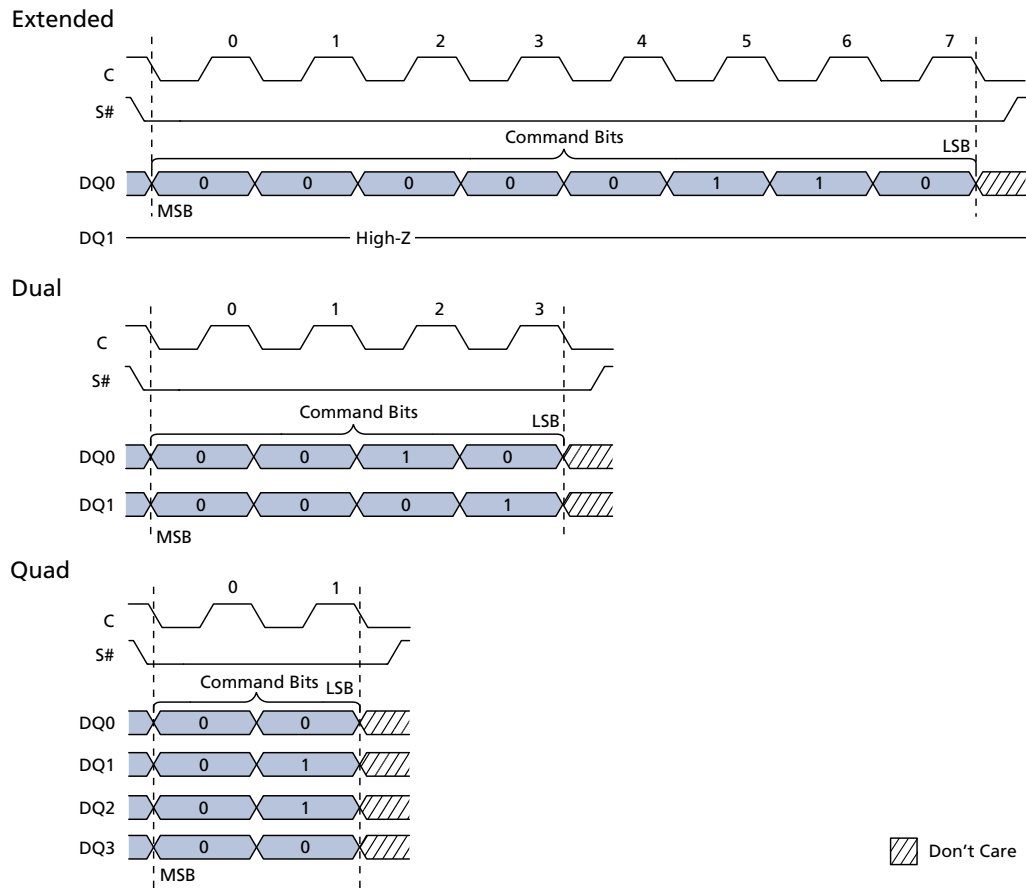 Extended
0 1 2 3 4 5 6 7
C
S#
Command Bits
LSB
DQ0 0 0 0 0 0 1 1 0
MSB
DQ1 High-Z
Dual
0 1 2 3
C
S#
Command Bits
LSB
DQ0 0 0 1 0
DQ1 0 0 0 1
MSB
Quad
0 1
C
S#
Command Bits LSB
DQ0 0 0
DQ1 0 1
DQ2 0 1
DQ3 0 0
MSB
Don't Care